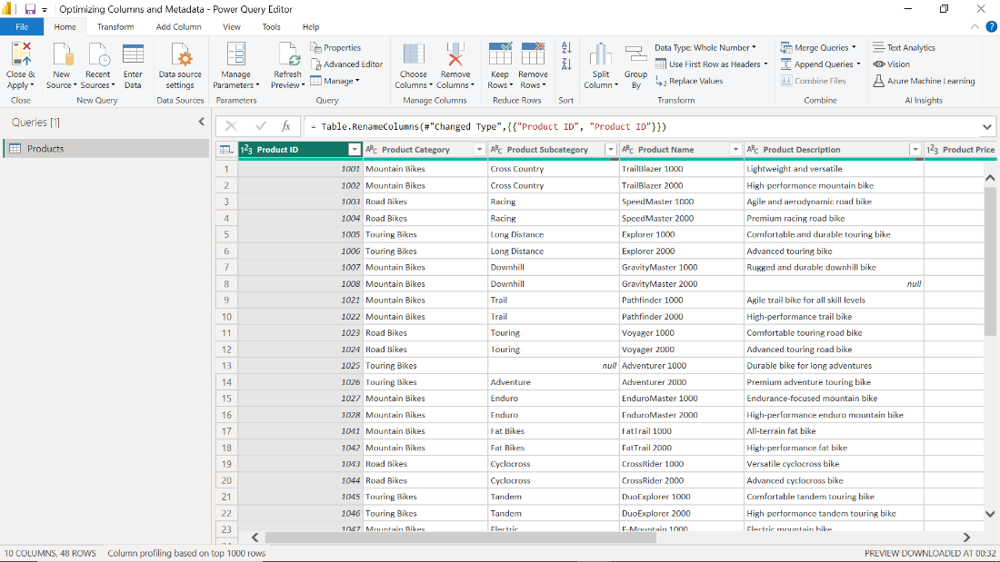 Optimizing Columns and Metadata - Power Query Editor
File Home Transform Add Column View Tools Help
Close & Apply
New Source
Recent Sources
Enter Data
Data source settings
Manage Parameters
Refresh Preview
Properties
Advanced Editor
Manage
Choose Columns
Remove Columns
Keep Rows
Remove Rows
Split Column
Group By
Data Type: Whole Number
Use First Row as Headers
Replace Values
Merge Queries
Append Queries
Combine Files
Text Analytics
Vision
Azure Machine Learning
Close New Query Data Sources Parameters Query Manage Columns Reduce Rows Sort Transform Combine AI Insights
Queries [1]
Products
fx = Table.RenameColumns(#"Changed Type",{{"Product ID", "Product ID"}})
Product ID Product Category Product Subcategory Product Name Product Description Product Price
1 1001 Mountain Bikes Cross Country TrailBlazer 1000 Lightweight and versatile
2 1002 Mountain Bikes Cross Country TrailBlazer 2000 High-performance mountain bike
3 1003 Road Bikes Racing SpeedMaster 1000 Agile and aerodynamic road bike
4 1004 Road Bikes Racing SpeedMaster 2000 Premium racing road bike
5 1005 Touring Bikes Long Distance Explorer 1000 Comfortable and durable touring bike
6 1006 Touring Bikes Long Distance Explorer 2000 Advanced touring bike
7 1007 Mountain Bikes Downhill GravityMaster 1000 Rugged and durable downhill bike
8 1008 Mountain Bikes Downhill GravityMaster 2000 null
9 1021 Mountain Bikes Trail Pathfinder 1000 Agile trail bike for all skill levels
10 1022 Mountain Bikes Trail Pathfinder 2000 High-performance trail bike
11 1023 Road Bikes Touring Voyager 1000 Comfortable touring road bike
12 1024 Road Bikes Touring Voyager 2000 Advanced touring road bike
13 1025 Touring Bikes null Adventurer 1000 Durable bike for long adventures
14 1026 Touring Bikes Adventure Adventurer 2000 Premium adventure touring bike
15 1027 Mountain Bikes Enduro EnduroMaster 1000 Endurance-focused mountain bike
16 1028 Mountain Bikes Enduro EnduroMaster 2000 High-performance enduro mountain bike
17 1041 Mountain Bikes Fat Bikes FatTrail 1000 All-terrain fat bike
18 1042 Mountain Bikes Fat Bikes FatTrail 2000 High-performance fat bike
19 1043 Road Bikes Cyclocross CrossRider 1000 Versatile cyclocross bike
20 1044 Road Bikes Cyclocross CrossRider 2000 Advanced cyclocross bike
21 1045 Touring Bikes Tandem DuoExplorer 1000 Comfortable tandem touring bike
22 1046 Touring Bikes Tandem DuoExplorer 2000 High-performance tandem touring bike
23 1047 Mountain Bikes Electric E-Mountain 1000 Electric mountain bike
10 COLUMNS, 48 ROWS Column profiling based on top 1000 rows PREVIEW DOWNLOADED AT 00:32